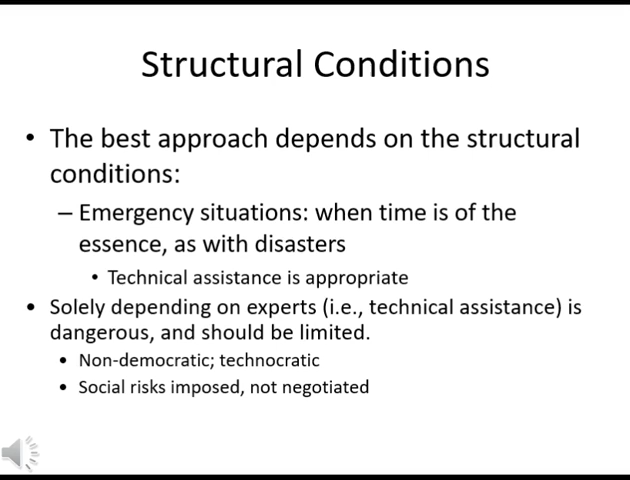 Structural Conditions
• The best approach depends on the structural
conditions:
– Emergency situations: when time is of the
essence, as with disasters
• Technical assistance is appropriate
• Solely depending on experts (i.e., technical assistance) is
dangerous, and should be limited.
• Non-democratic; technocratic
• Social risks imposed, not negotiated